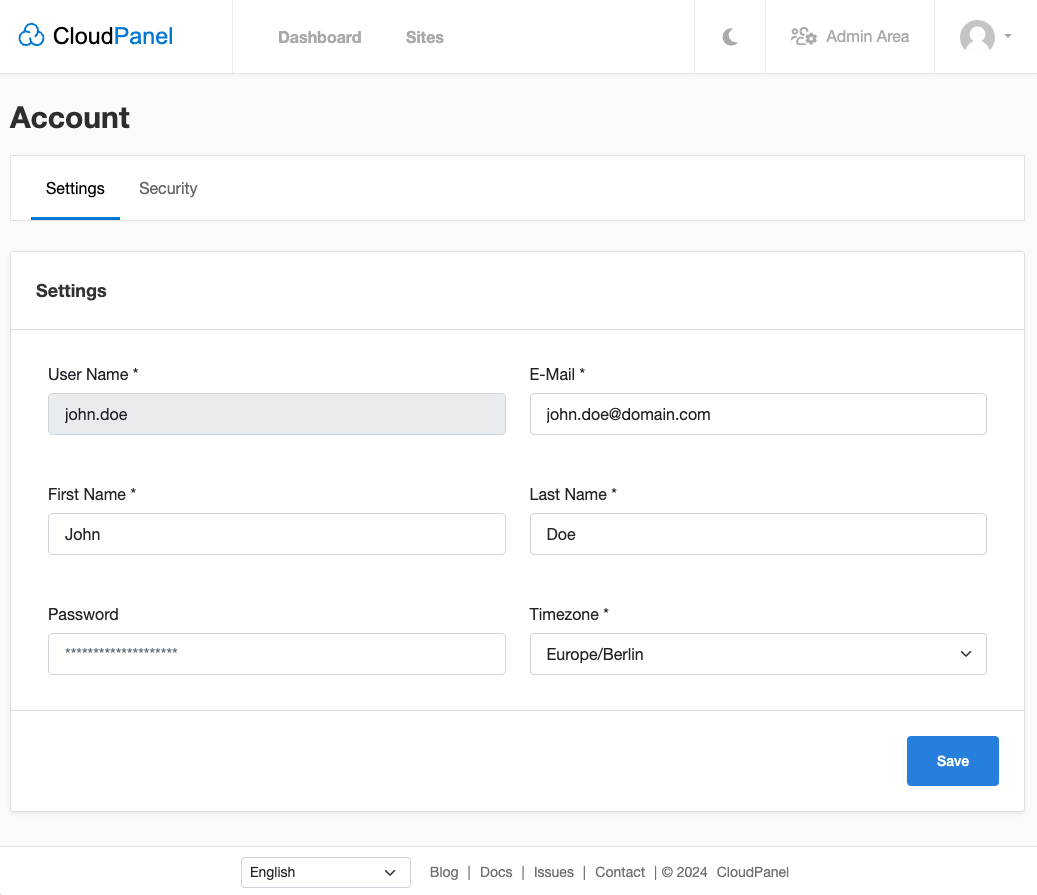 CloudPanel Dashboard Sites Admin Area
Account
Settings Security
Settings
User Name * E-Mail *
john.doe john.doe@domain.com
First Name * Last Name *
John Doe
Password Timezone *
******************** Europe/Berlin
Save
English Blog | Docs | Issues | Contact | © 2024 CloudPanel